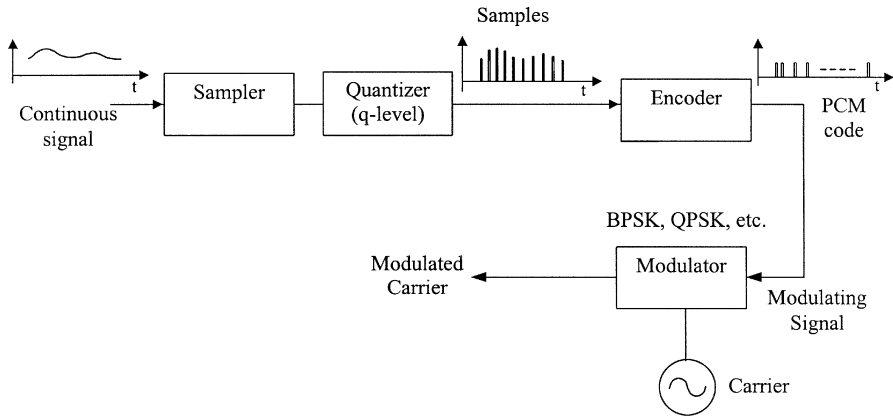 Samples
t
Continuous
signal
Sampler
Quantizer
(q-level)
t
Encoder
t
PCM
code
BPSK, QPSK, etc.
Modulated
Carrier
Modulator
Modulating
Signal
Carrier